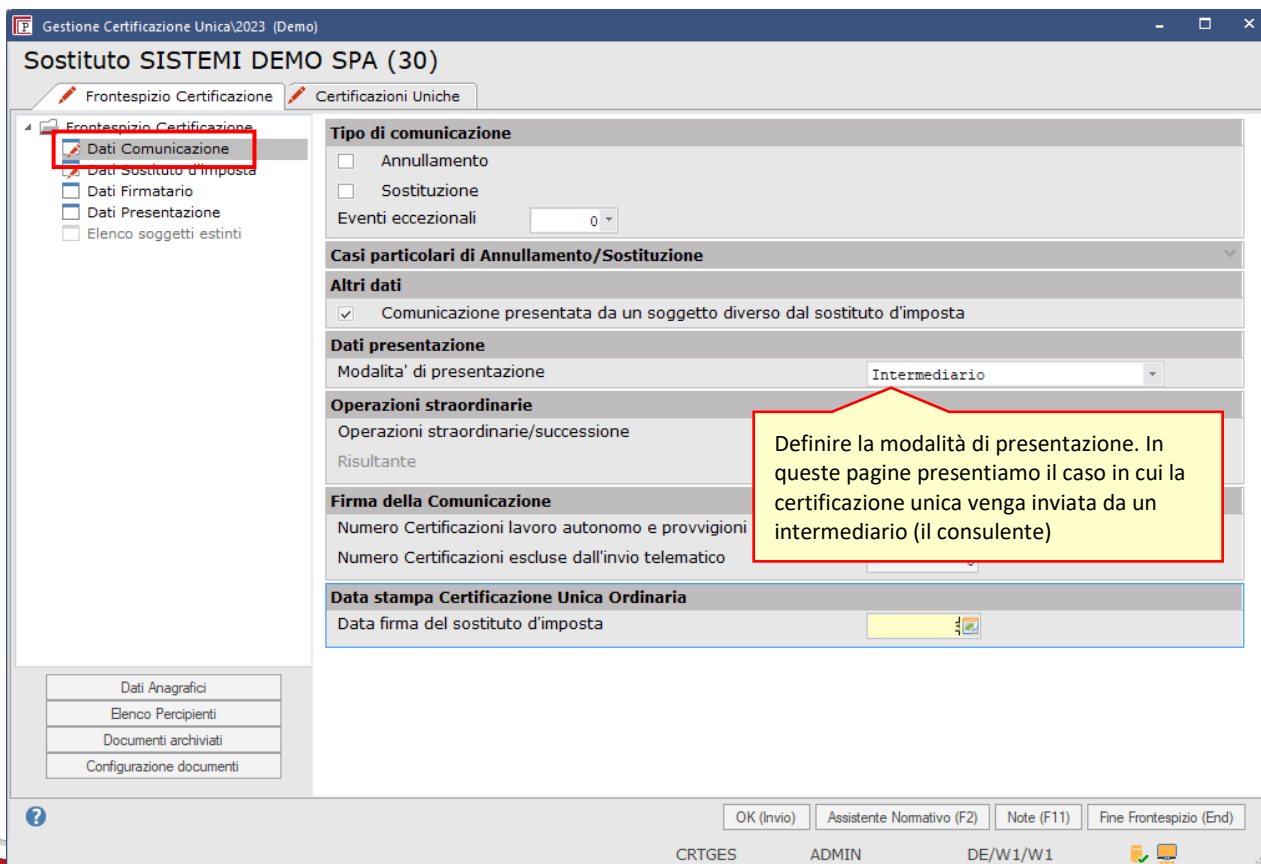 Gestione Certificazione Unica\2023 (Demo)
Sostituto SISTEMI DEMO SPA (30)
Frontespizio Certificazione
Certificazioni Uniche
Frontespizio Certificazione
Dati Comunicazione
Dati Sostituto d'imposta
Dati Firmatario
Dati Presentazione
Elenco soggetti estinti
Dati Anagrafici
Elenco Percipienti
Documenti archiviati
Configurazione documenti
Tipo di comunicazione
Annullamento
Sostituzione
Eventi eccezionali 0
Casi particolari di Annullamento/Sostituzione
Altri dati
Comunicazione presentata da un soggetto diverso dal sostituto d'imposta
Dati presentazione
Modalita' di presentazione Intermediario
Operazioni straordinarie
Operazioni straordinarie/successione
Risultante
Firma della Comunicazione
Numero Certificazioni lavoro autonomo e provvigioni
Numero Certificazioni escluse dall'invio telematico
Data stampa Certificazione Unica Ordinaria
Data firma del sostituto d'imposta
Definire la modalità di presentazione. In
queste pagine presentiamo il caso in cui la
certificazione unica venga inviata da un
intermediario (il consulente)
OK (Invio)
Assistente Normativo (F2)
Note (F11)
Fine Frontespizio (End)
CRTGES
ADMIN
DE/W1/W1